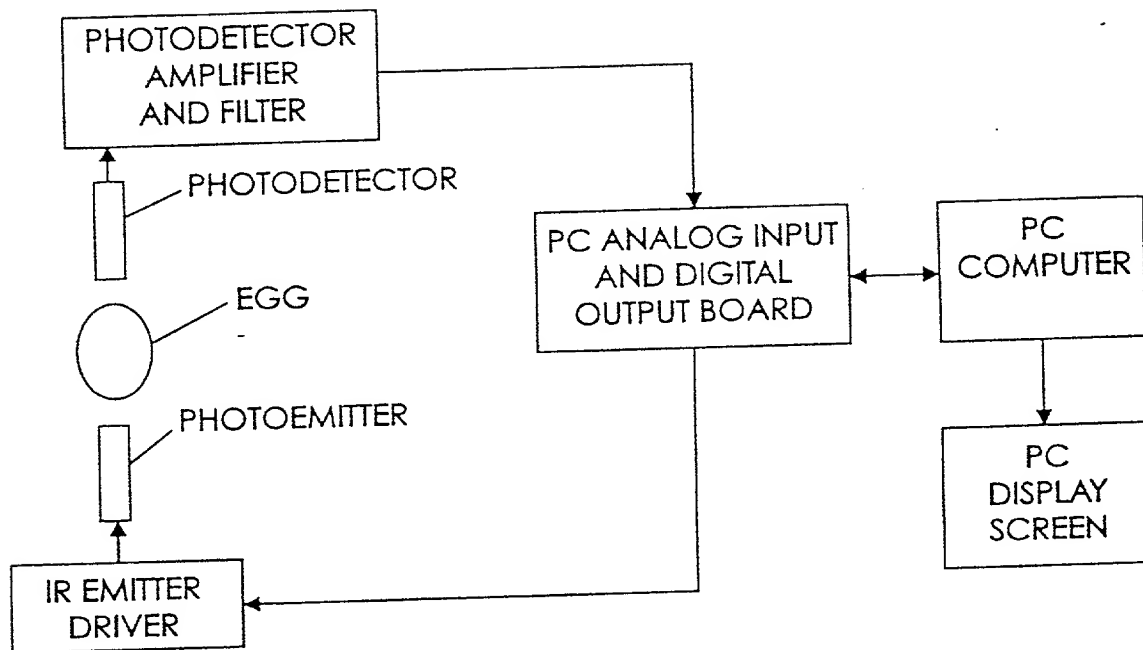 PHOTODETECTOR
AMPLIFIER
AND FILTER
PHOTODETECTOR
EGG
PHOTOEMITTER
IR EMITTER
DRIVER
PC ANALOG INPUT
AND DIGITAL
OUTPUT BOARD
PC
COMPUTER
PC
DISPLAY
SCREEN